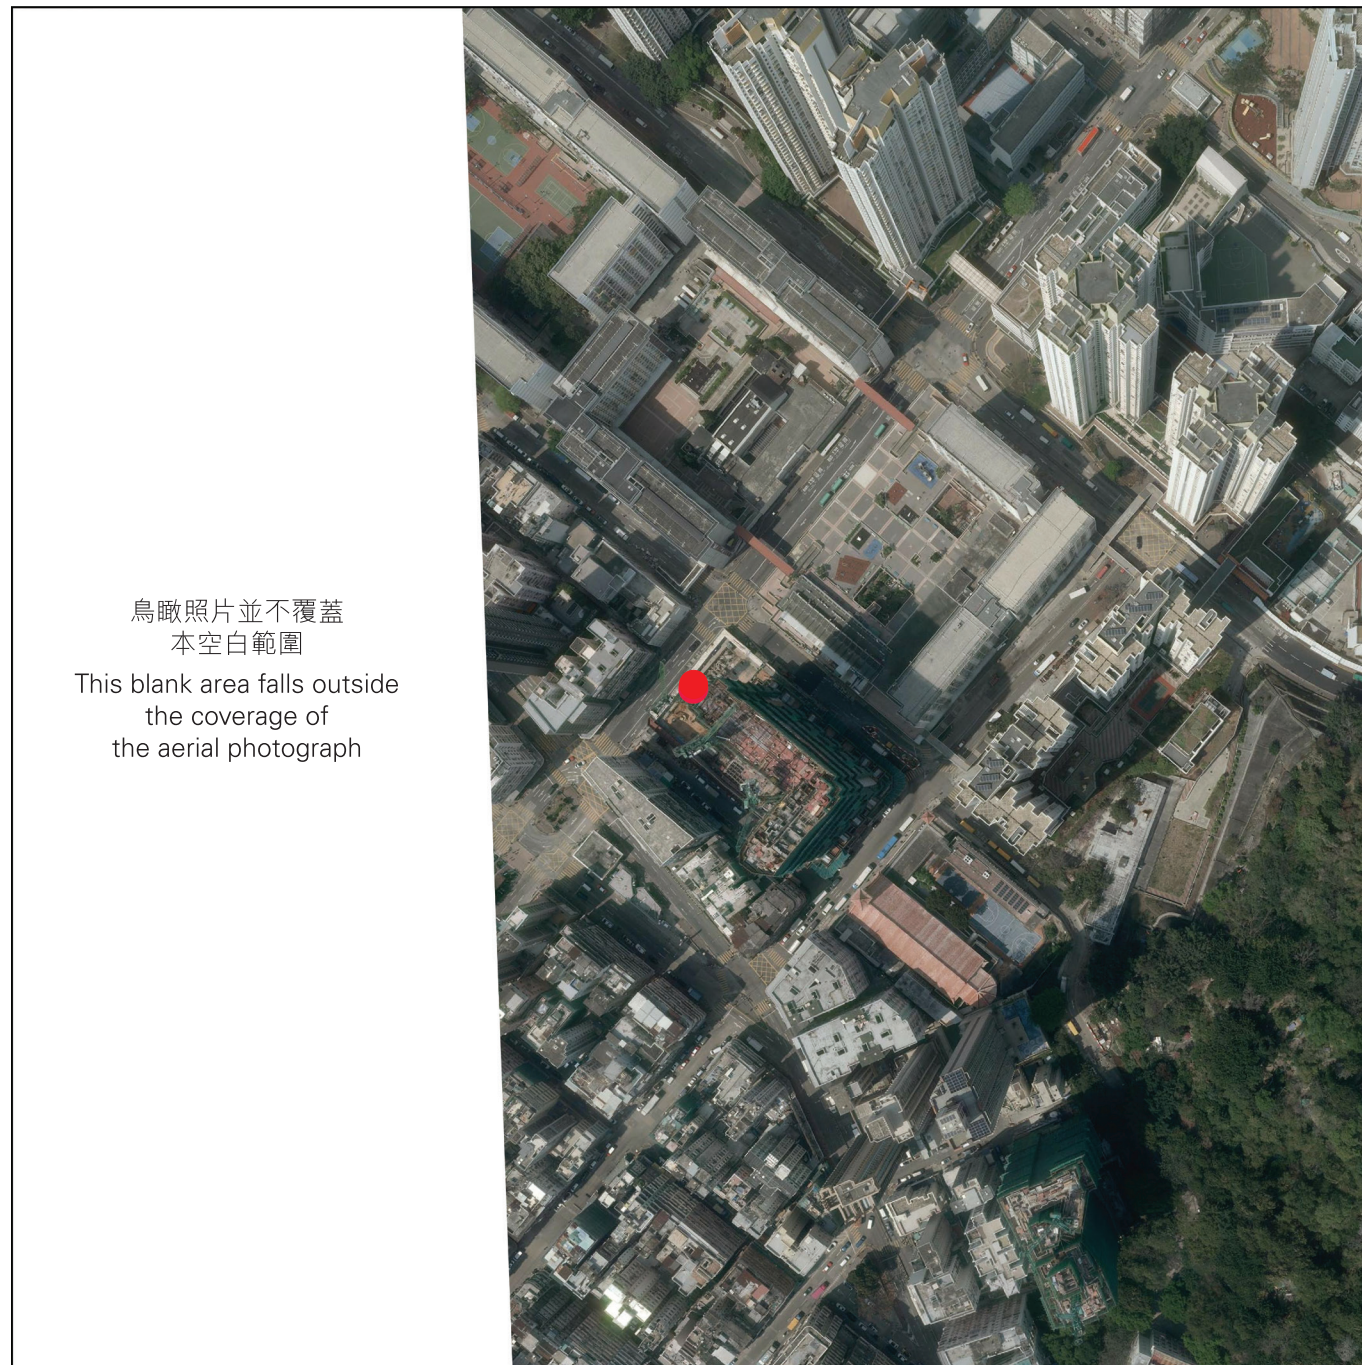 鳥瞰照片並不覆蓋
本空白範圍
This blank area falls outside
the coverage of
the aerial photograph